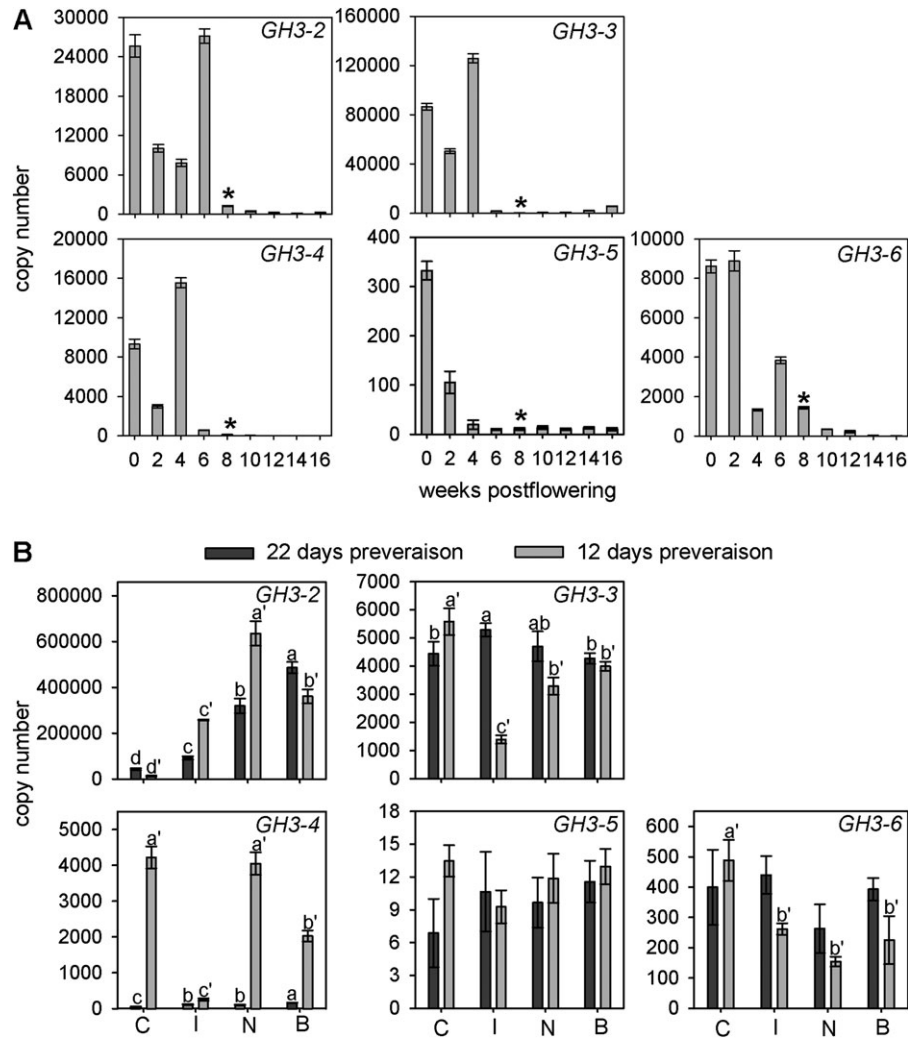 A
GH3-2
30000
24000
18000
12000
6000
0
*
GH3-3
160000
120000
80000
40000
0
*
copy number
GH3-4
20000
16000
12000
8000
4000
0
*
0 2 4 6 8 10 12 14 16
GH3-5
400
300
200
100
0
*
0 2 4 6 8 10 12 14 16
GH3-6
10000
8000
6000
4000
2000
0
*
0 2 4 6 8 10 12 14 16
weeks postflowering
B
22 days preveraison 12 days preveraison
GH3-2
800000
600000
400000
200000
0
d d' c c' b a' a b'
GH3-3
7000
6000
5000
4000
3000
2000
1000
0
b a' a c' ab b' b b'
copy number
GH3-4
5000
4000
3000
2000
1000
0
c a' b c' b a' a b'
C I N B
GH3-5
18
15
12
9
6
3
0
C I N B
GH3-6
600
500
400
300
200
100
0
a' b' b' b'
C I N B